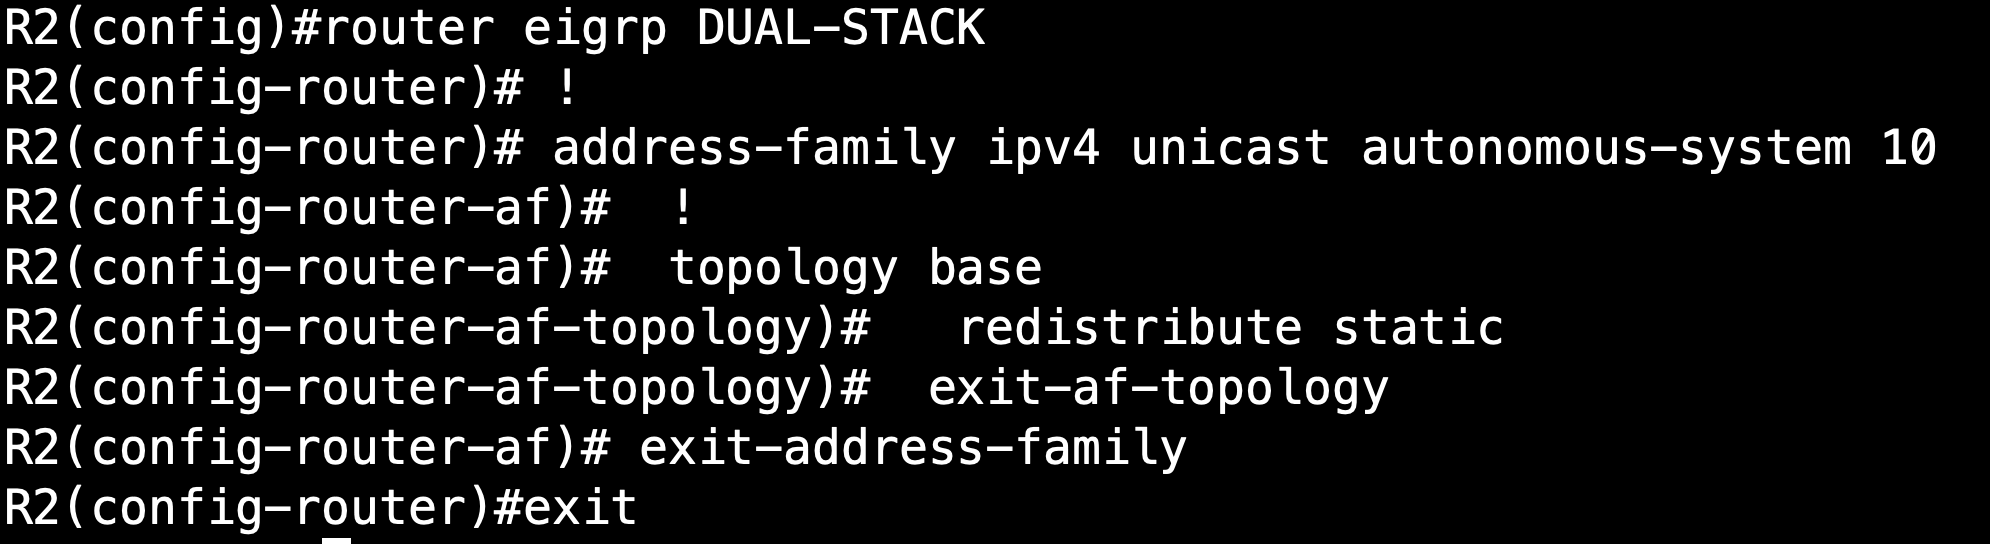 R2(config)#router eigrp DUAL-STACK
R2(config-router)# !
R2(config-router)# address-family ipv4 unicast autonomous-system 10
R2(config-router-af)#  !
R2(config-router-af)#  topology base
R2(config-router-af-topology)#   redistribute static
R2(config-router-af-topology)#  exit-af-topology
R2(config-router-af)# exit-address-family
R2(config-router)#exit